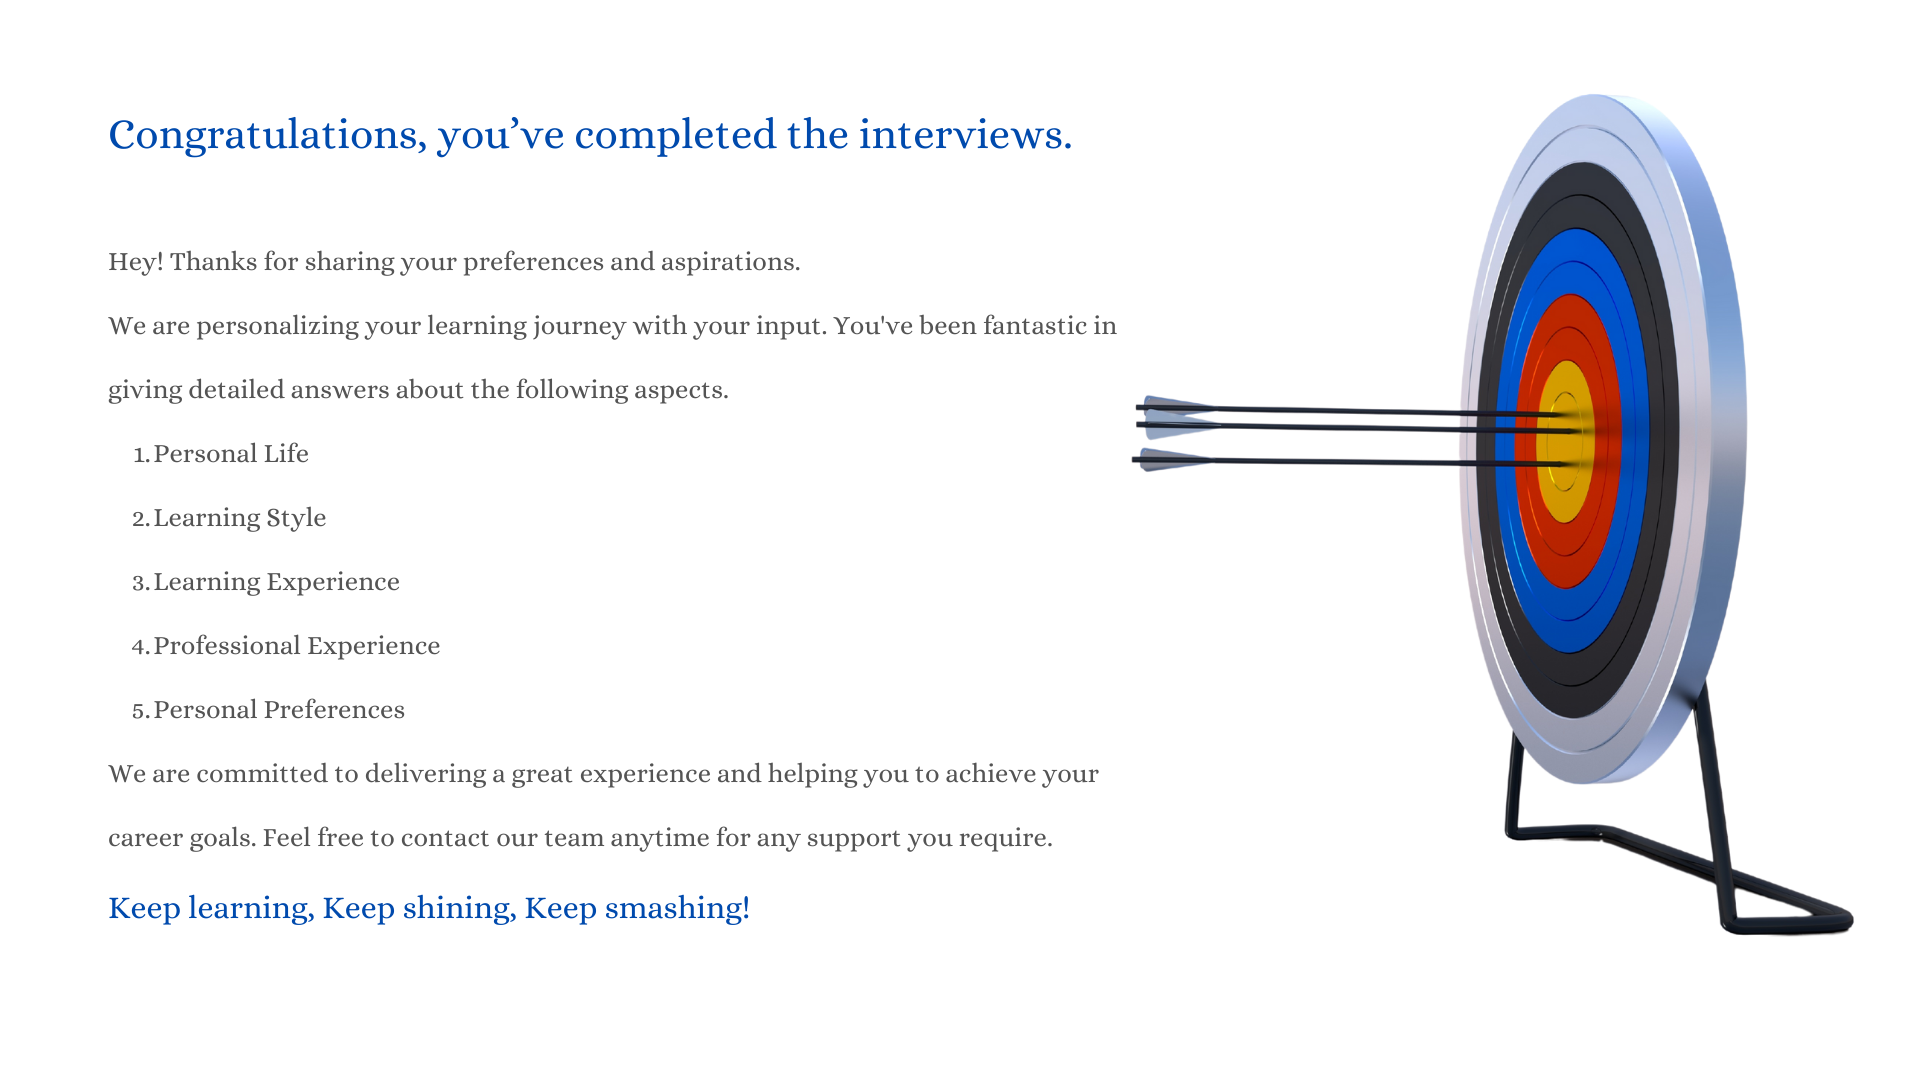 Congratulations, you’ve completed the interviews.
Hey! Thanks for sharing your preferences and aspirations.
We are personalizing your learning journey with your input. You've been fantastic in
giving detailed answers about the following aspects.
1. Personal Life
2. Learning Style
3. Learning Experience
4. Professional Experience
5. Personal Preferences
We are committed to delivering a great experience and helping you to achieve your
career goals. Feel free to contact our team anytime for any support you require.
Keep learning, Keep shining, Keep smashing!